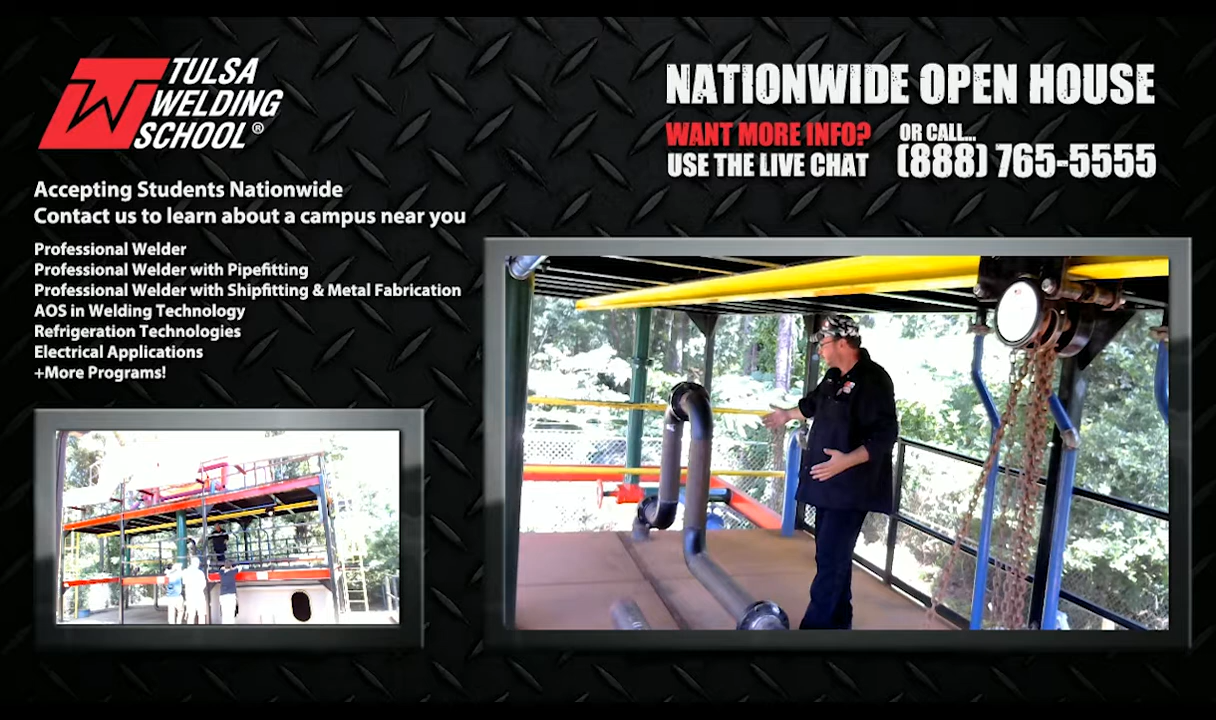 TULSA
WELDING
SCHOOL®
Accepting Students Nationwide
Contact us to learn about a campus near you
Professional Welder
Professional Welder with Pipefitting
Professional Welder with Shipfitting & Metal Fabrication
AOS in Welding Technology
Refrigeration Technologies
Electrical Applications
+More Programs!
NATIONWIDE OPEN HOUSE
WANT MORE INFO?
USE THE LIVE CHAT
OR CALL...
(888) 765-5555